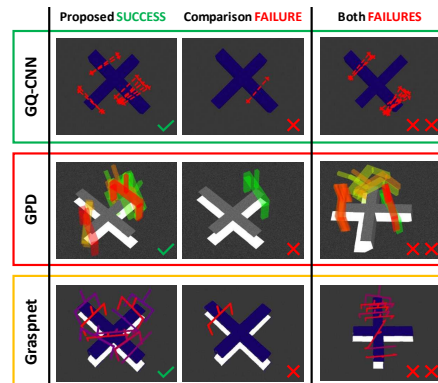 Proposed SUCCESS Comparison FAILURE Both FAILURES
GQ-CNN
GPD
Graspnet